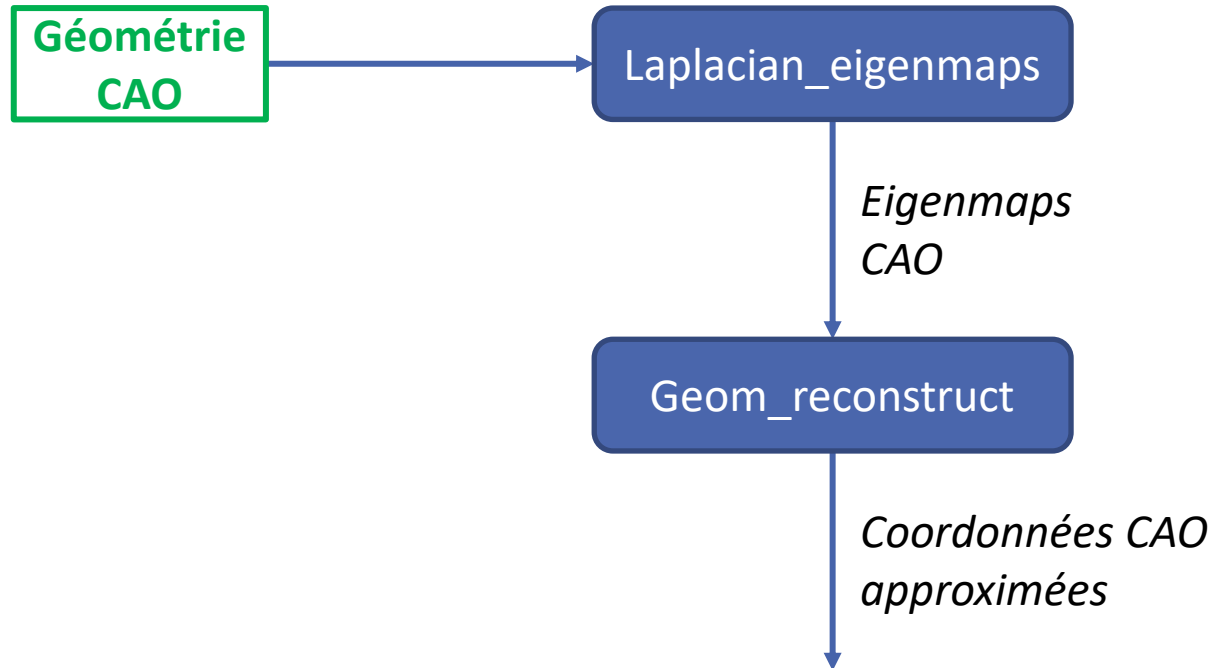 Géométrie
CAO
Laplacian_eigenmaps
Eigenmaps
CAO
Geom_reconstruct
Coordonnées CAO
approximées